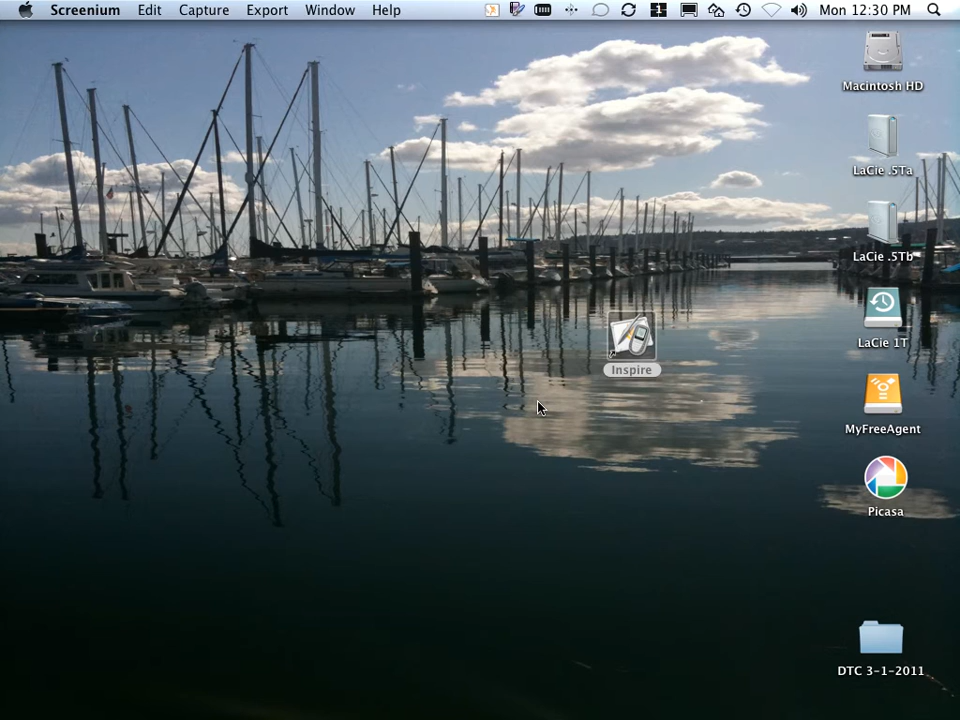 Screenium Edit Capture Export Window Help 1 Mon 12:30 PM
Macintosh HD
LaCie .5Ta
LaCie .5Tb
LaCie 1T
Inspire
MyFreeAgent
Picasa
DTC 3-1-2011